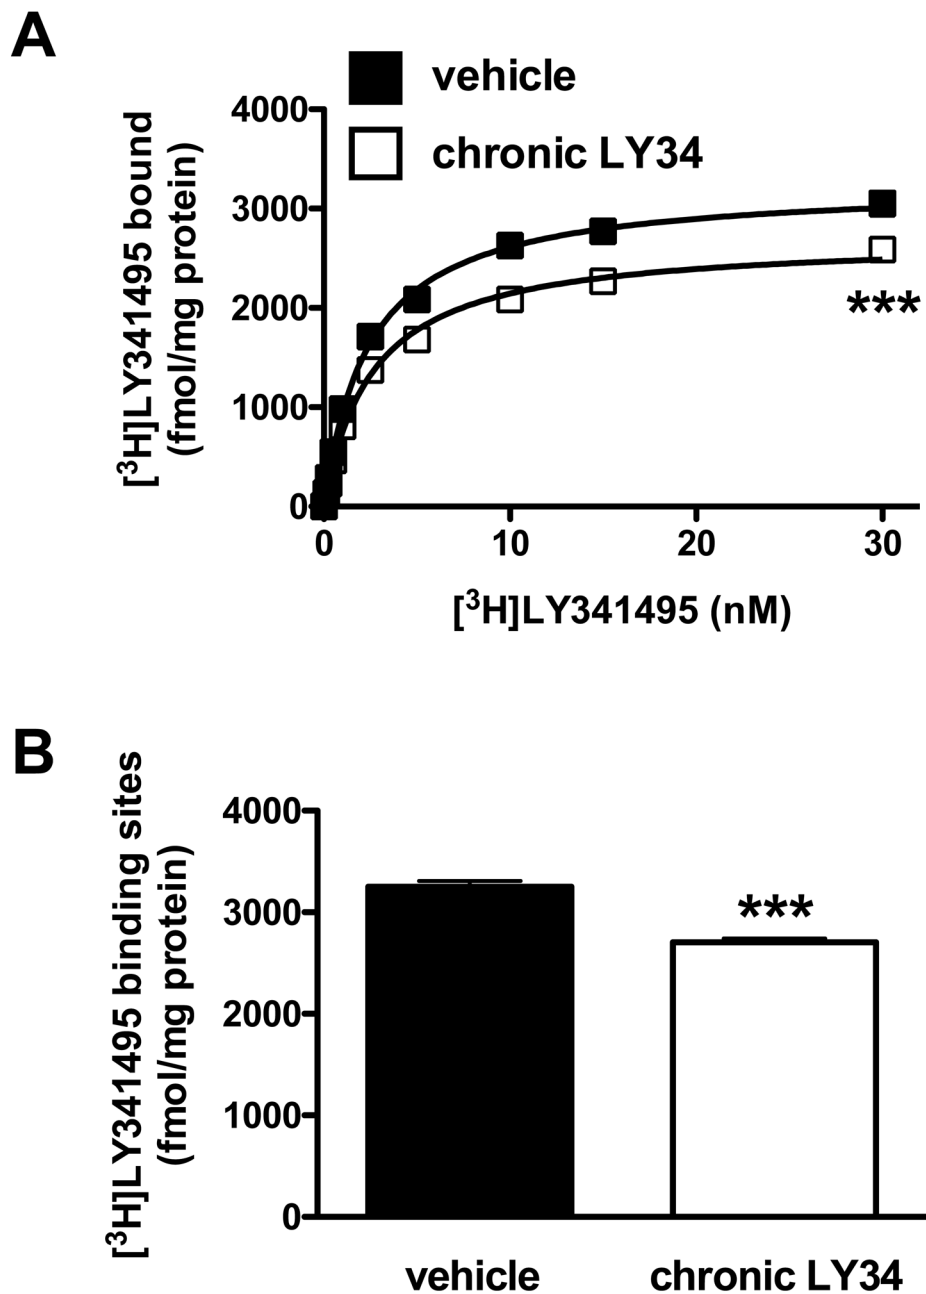 A
vehicle
chronic LY34
[³H]LY341495 bound
(fmol/mg protein)
4000
3000
2000
1000
0
***
0 10 20 30
[³H]LY341495 (nM)
B
[³H]LY341495 binding sites
(fmol/mg protein)
4000
3000
2000
1000
0
***
vehicle chronic LY34